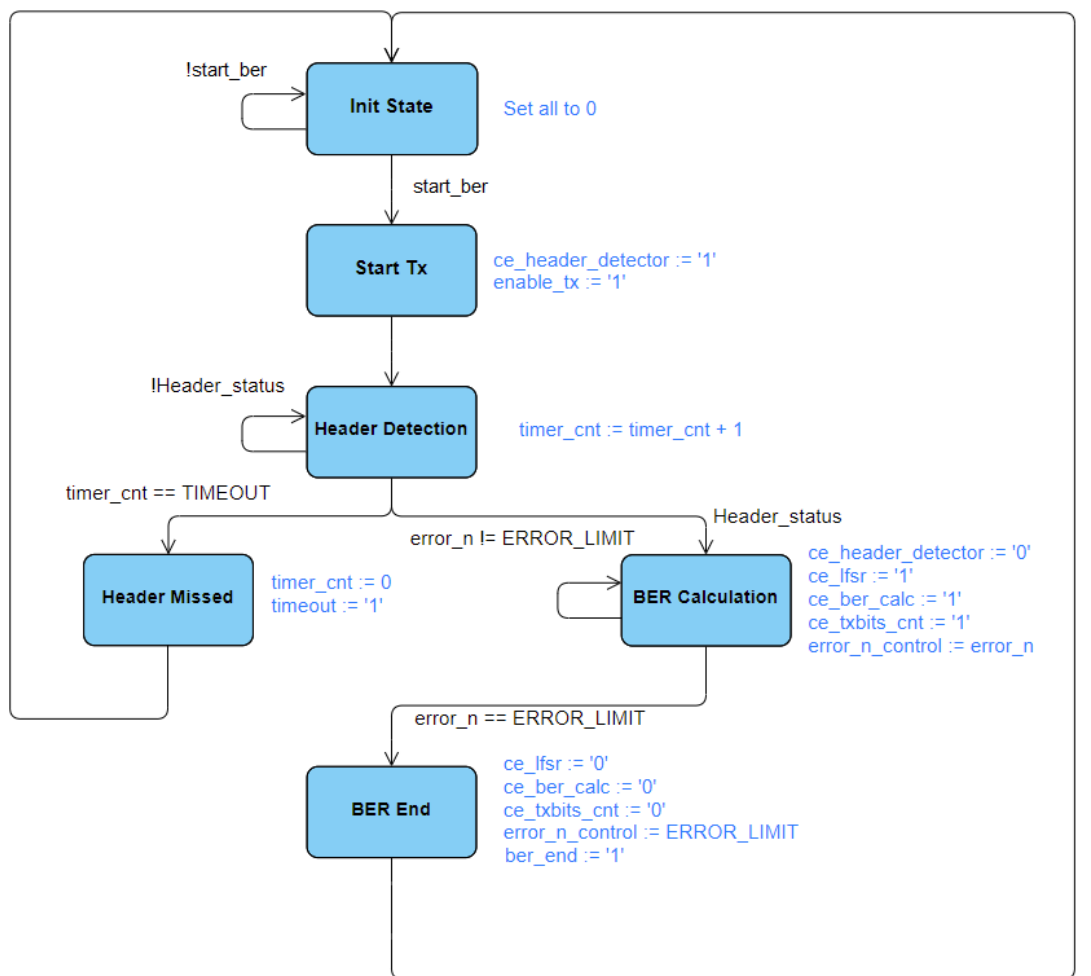 !start_ber
Init State
Set all to 0
start_ber
Start Tx
ce_header_detector := '1'
enable_tx := '1'
!Header_status
Header Detection
timer_cnt := timer_cnt + 1
timer_cnt == TIMEOUT
Header_status
error_n != ERROR_LIMIT
Header Missed
timer_cnt := 0
timeout := '1'
BER Calculation
ce_header_detector := '0'
ce_lfsr := '1'
ce_ber_calc := '1'
ce_txbits_cnt := '1'
error_n_control := error_n
error_n == ERROR_LIMIT
BER End
ce_lfsr := '0'
ce_ber_calc := '0'
ce_txbits_cnt := '0'
error_n_control := ERROR_LIMIT
ber_end := '1'